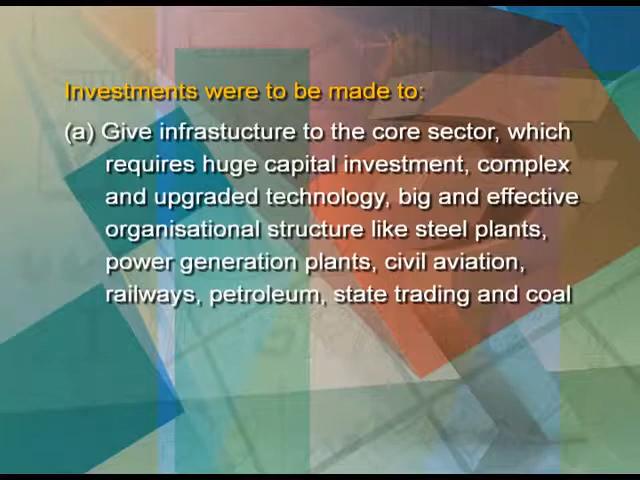 Investments were to be made to:
(a) Give infrastucture to the core sector, which
requires huge capital investment, complex
and upgraded technology, big and effective
organisational structure like steel plants,
power generation plants, civil aviation,
railways, petroleum, state trading and coal